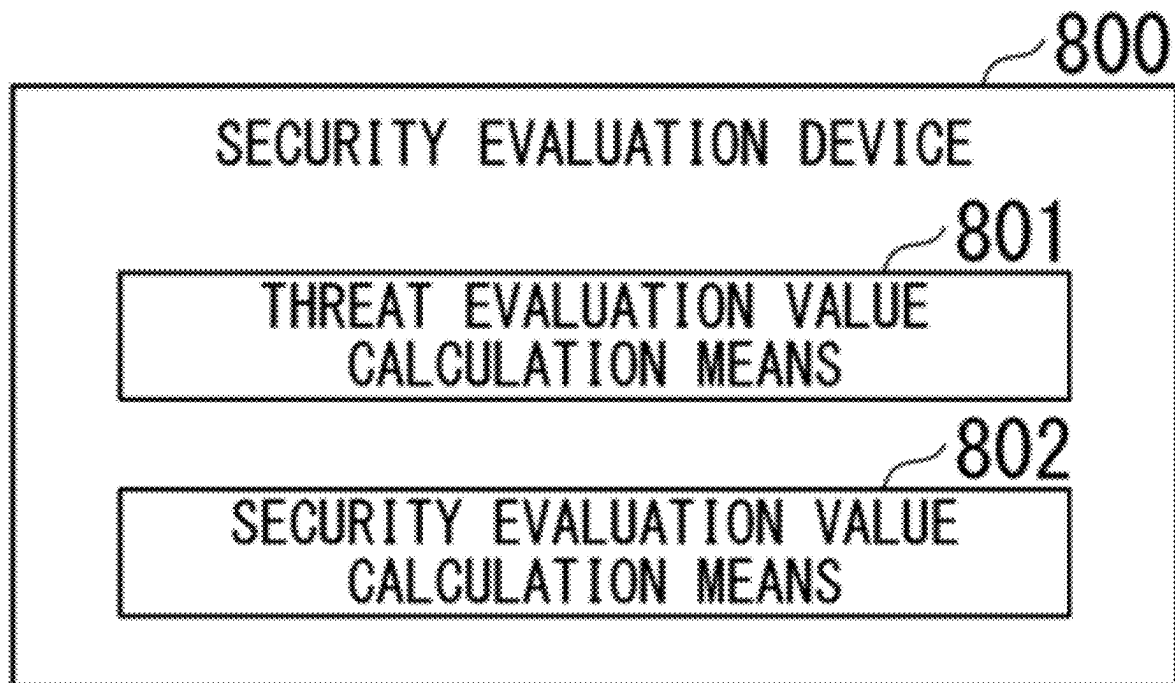 800
SECURITY EVALUATION DEVICE
801
THREAT EVALUATION VALUE
CALCULATION MEANS
802
SECURITY EVALUATION VALUE
CALCULATION MEANS